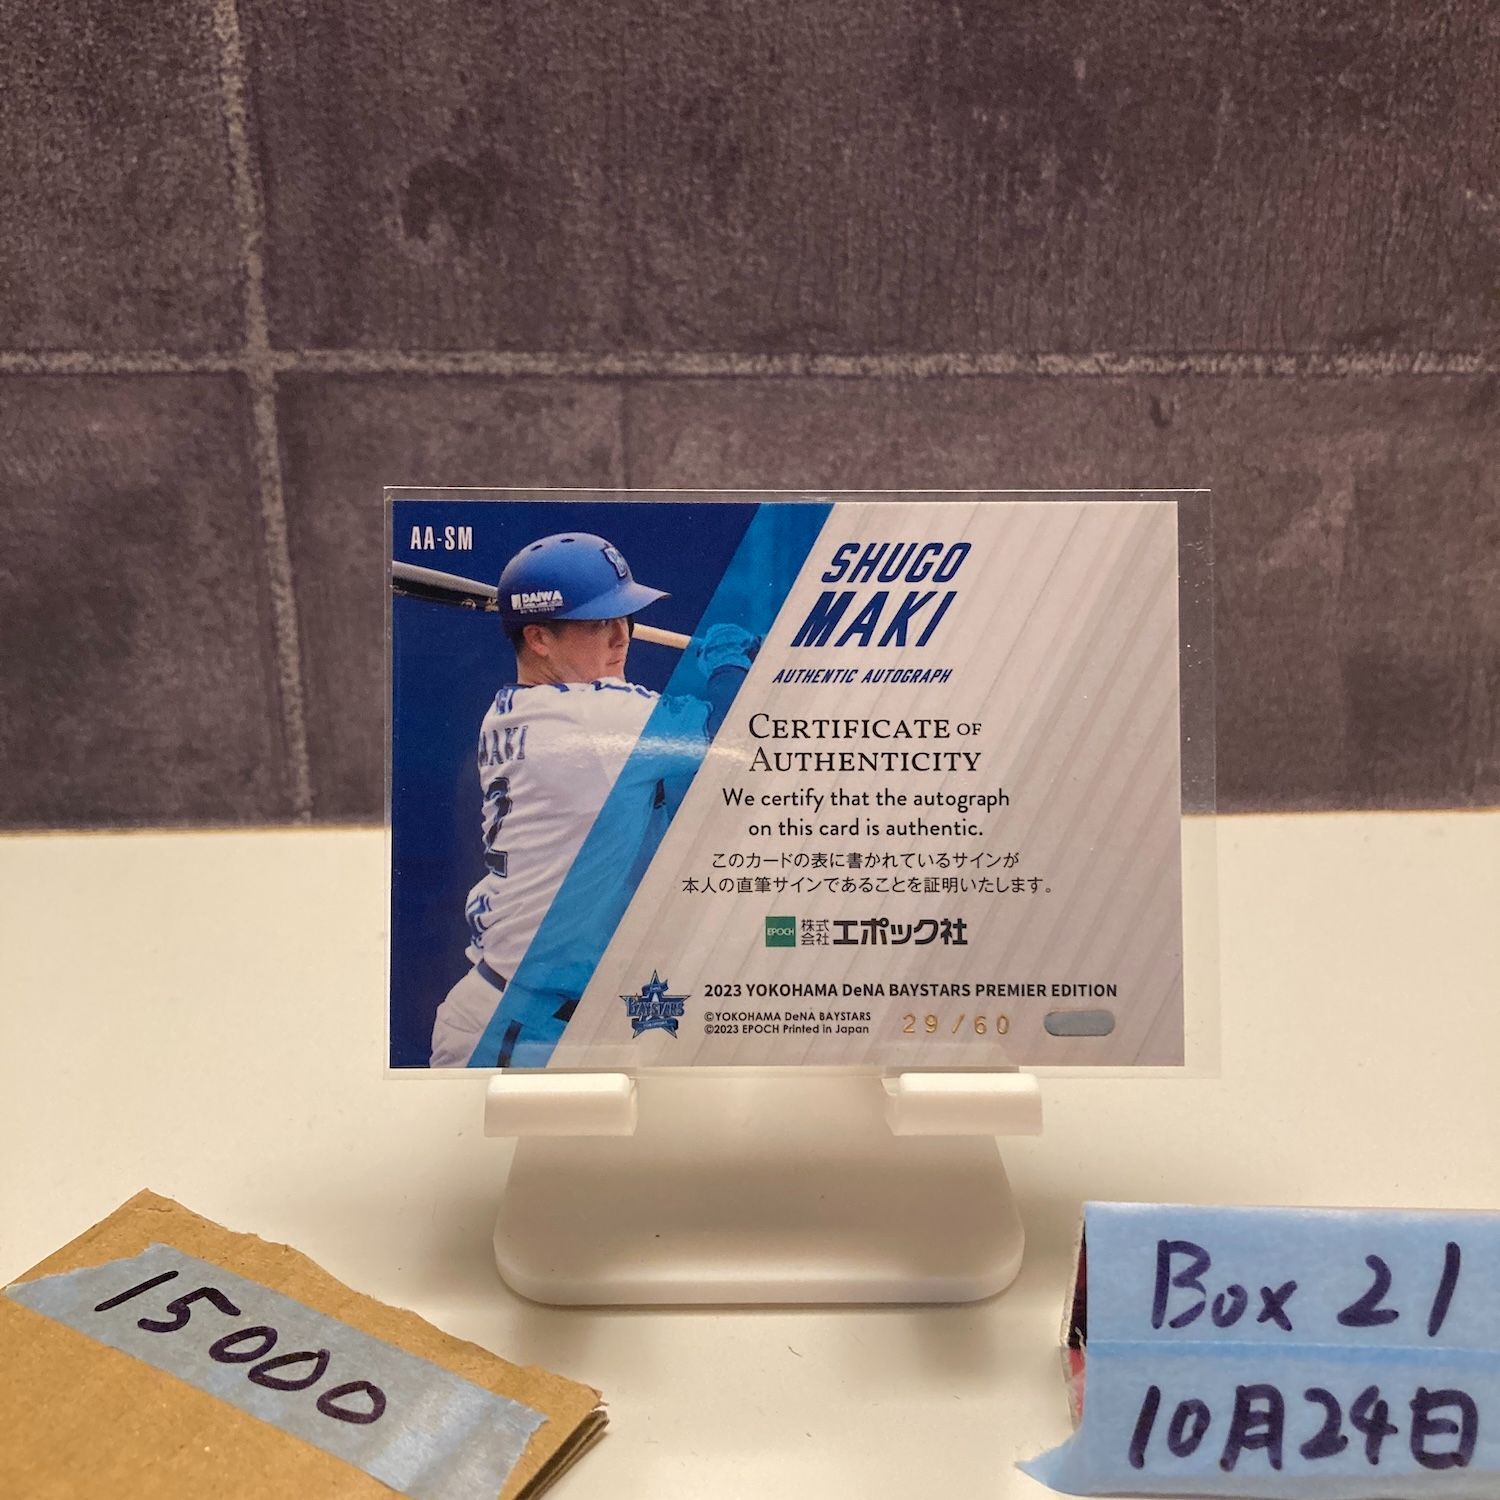 AA-SM
SHUGO
MAKI
AUTHENTIC AUTOGRAPH
DAIWA
MAKI
2
CERTIFICATE OF
AUTHENTICITY
We certify that the autograph
on this card is authentic.
このカードの表に書かれているサインが
本人の直筆サインであることを証明いたします。
EPOCH 株式会社 エポック社
BAYSTARS
2023 YOKOHAMA DeNA BAYSTARS PREMIER EDITION
©YOKOHAMA DeNA BAYSTARS
©2023 EPOCH Printed in Japan
29/60
15000
Box 21
10月24日